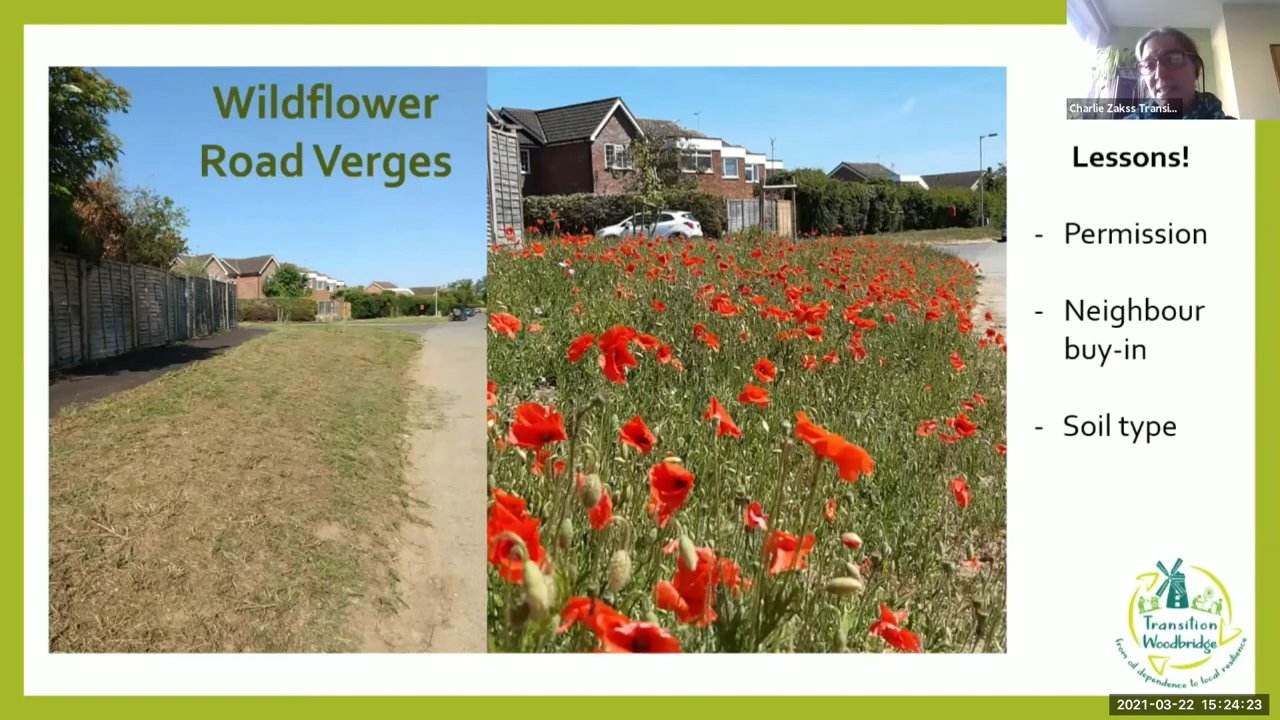 Wildflower
Road Verges
Charlie Zakss Transi...
Lessons!
- Permission
- Neighbour
buy-in
- Soil type
Transition
Woodbridge
from oil dependence to local resilience
2021-03-22 15:24:23